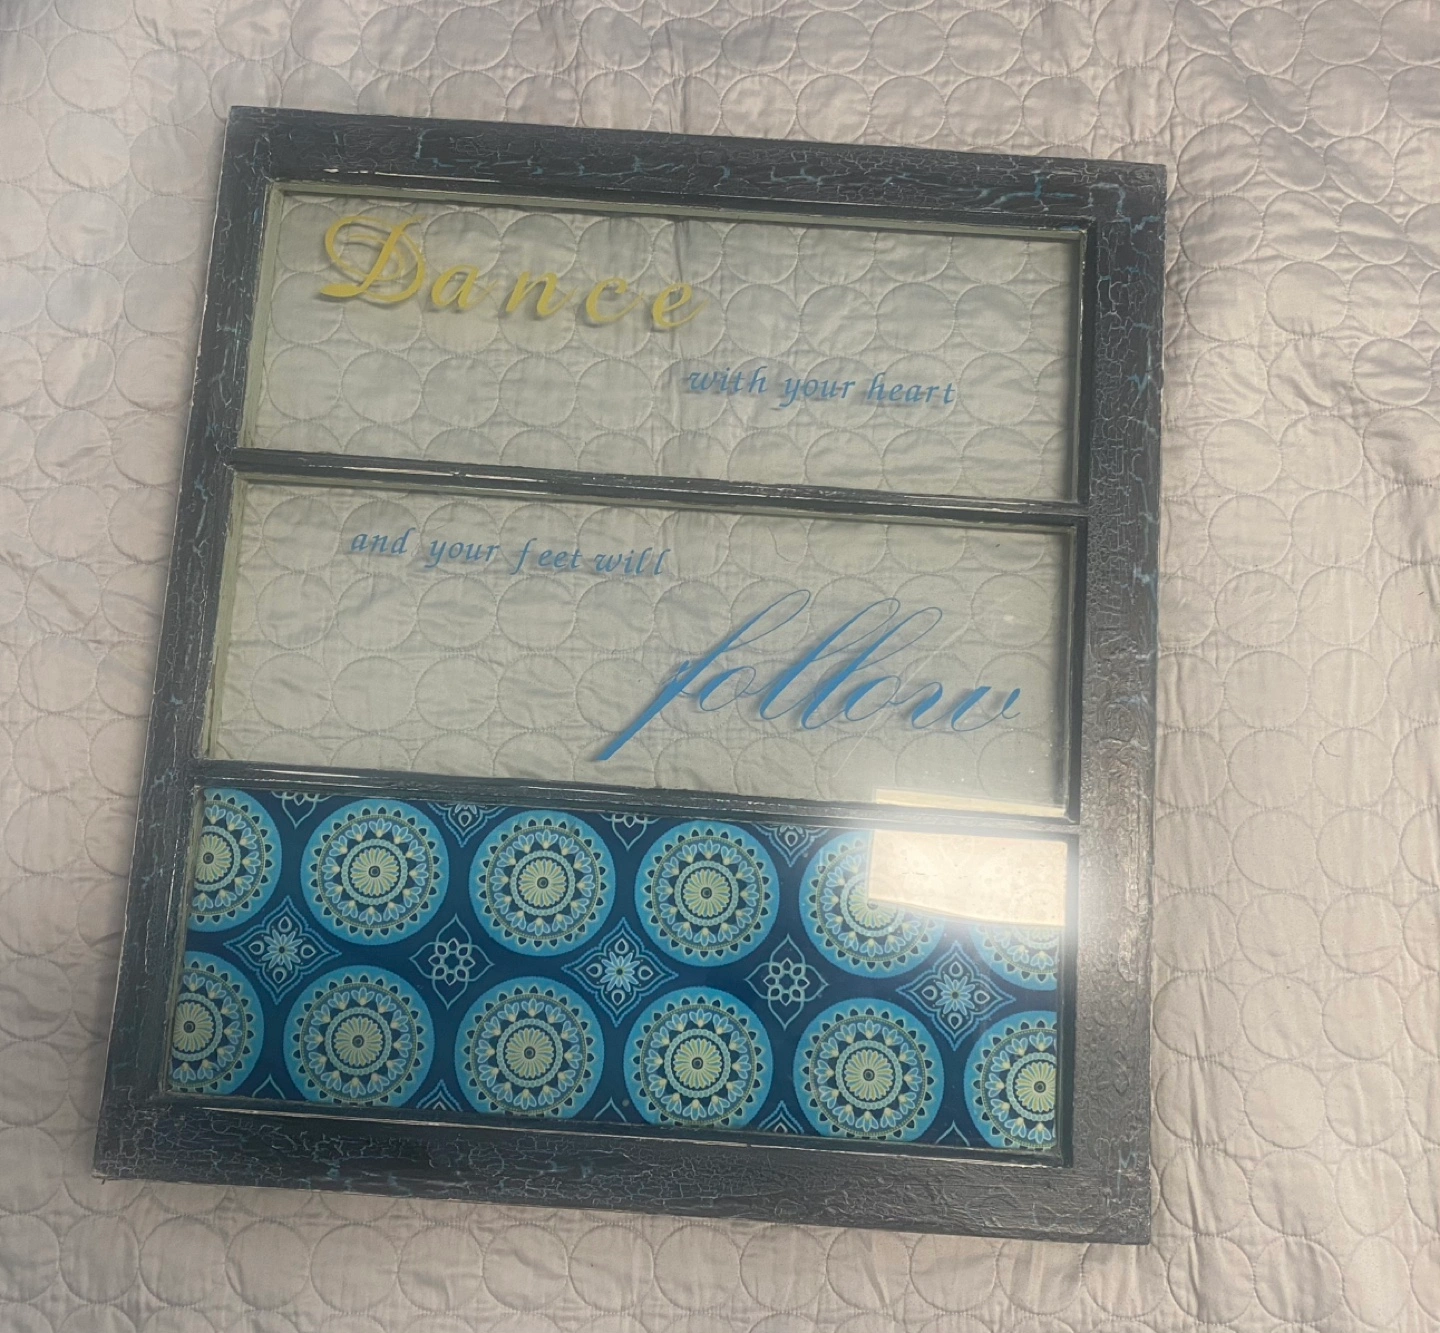 Dance
with your heart
and your feet will
follow